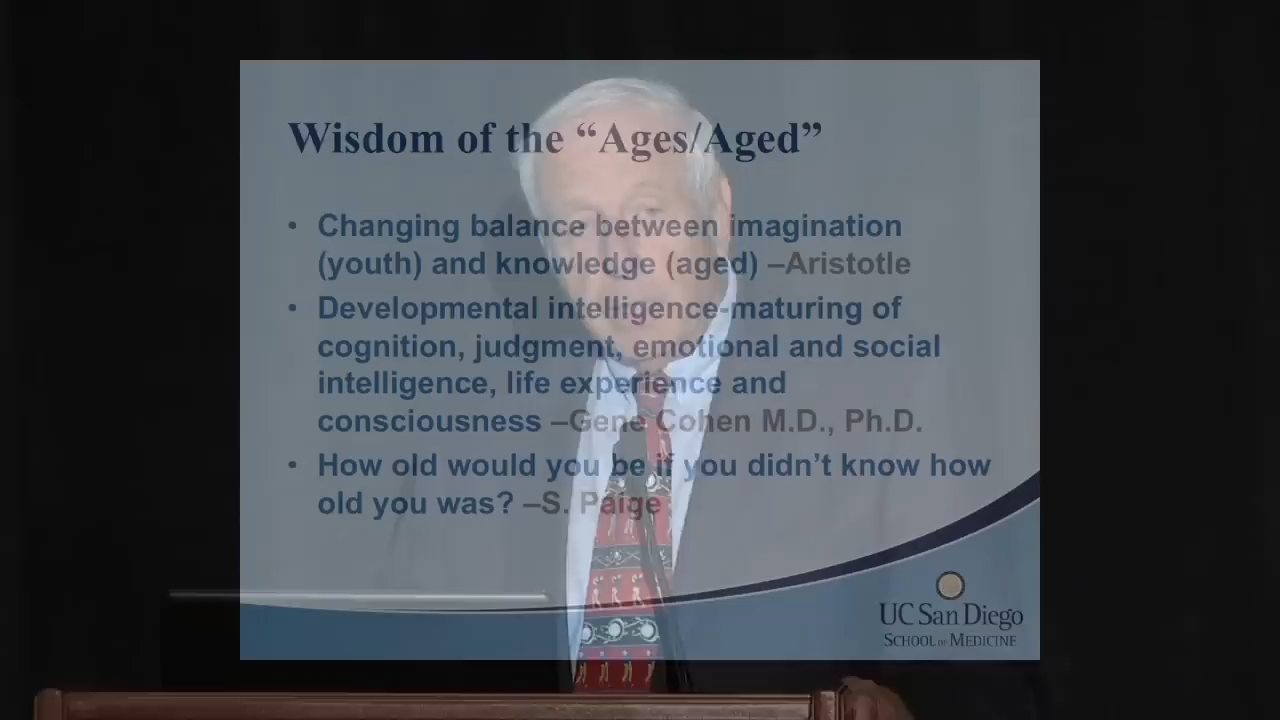 Wisdom of the “Ages/Aged”
• Changing balance between imagination
(youth) and knowledge (aged) –Aristotle
• Developmental intelligence-maturing of
cognition, judgment, emotional and social
intelligence, life experience and
consciousness –Gene Cohen M.D., Ph.D.
• How old would you be if you didn’t know how
old you was? –S. Paige
UC San Diego
SCHOOL OF MEDICINE